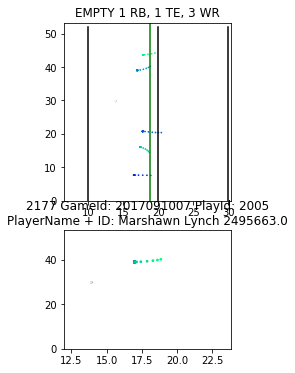 EMPTY 1 RB, 1 TE, 3 WR
50
40
30
20
10
0
10 15 20 25 30
2177 GameId: 2017091007 PlayId: 2005
PlayerName + ID: Marshawn Lynch 2495663.0
40
20
0
12.5 15.0 17.5 20.0 22.5